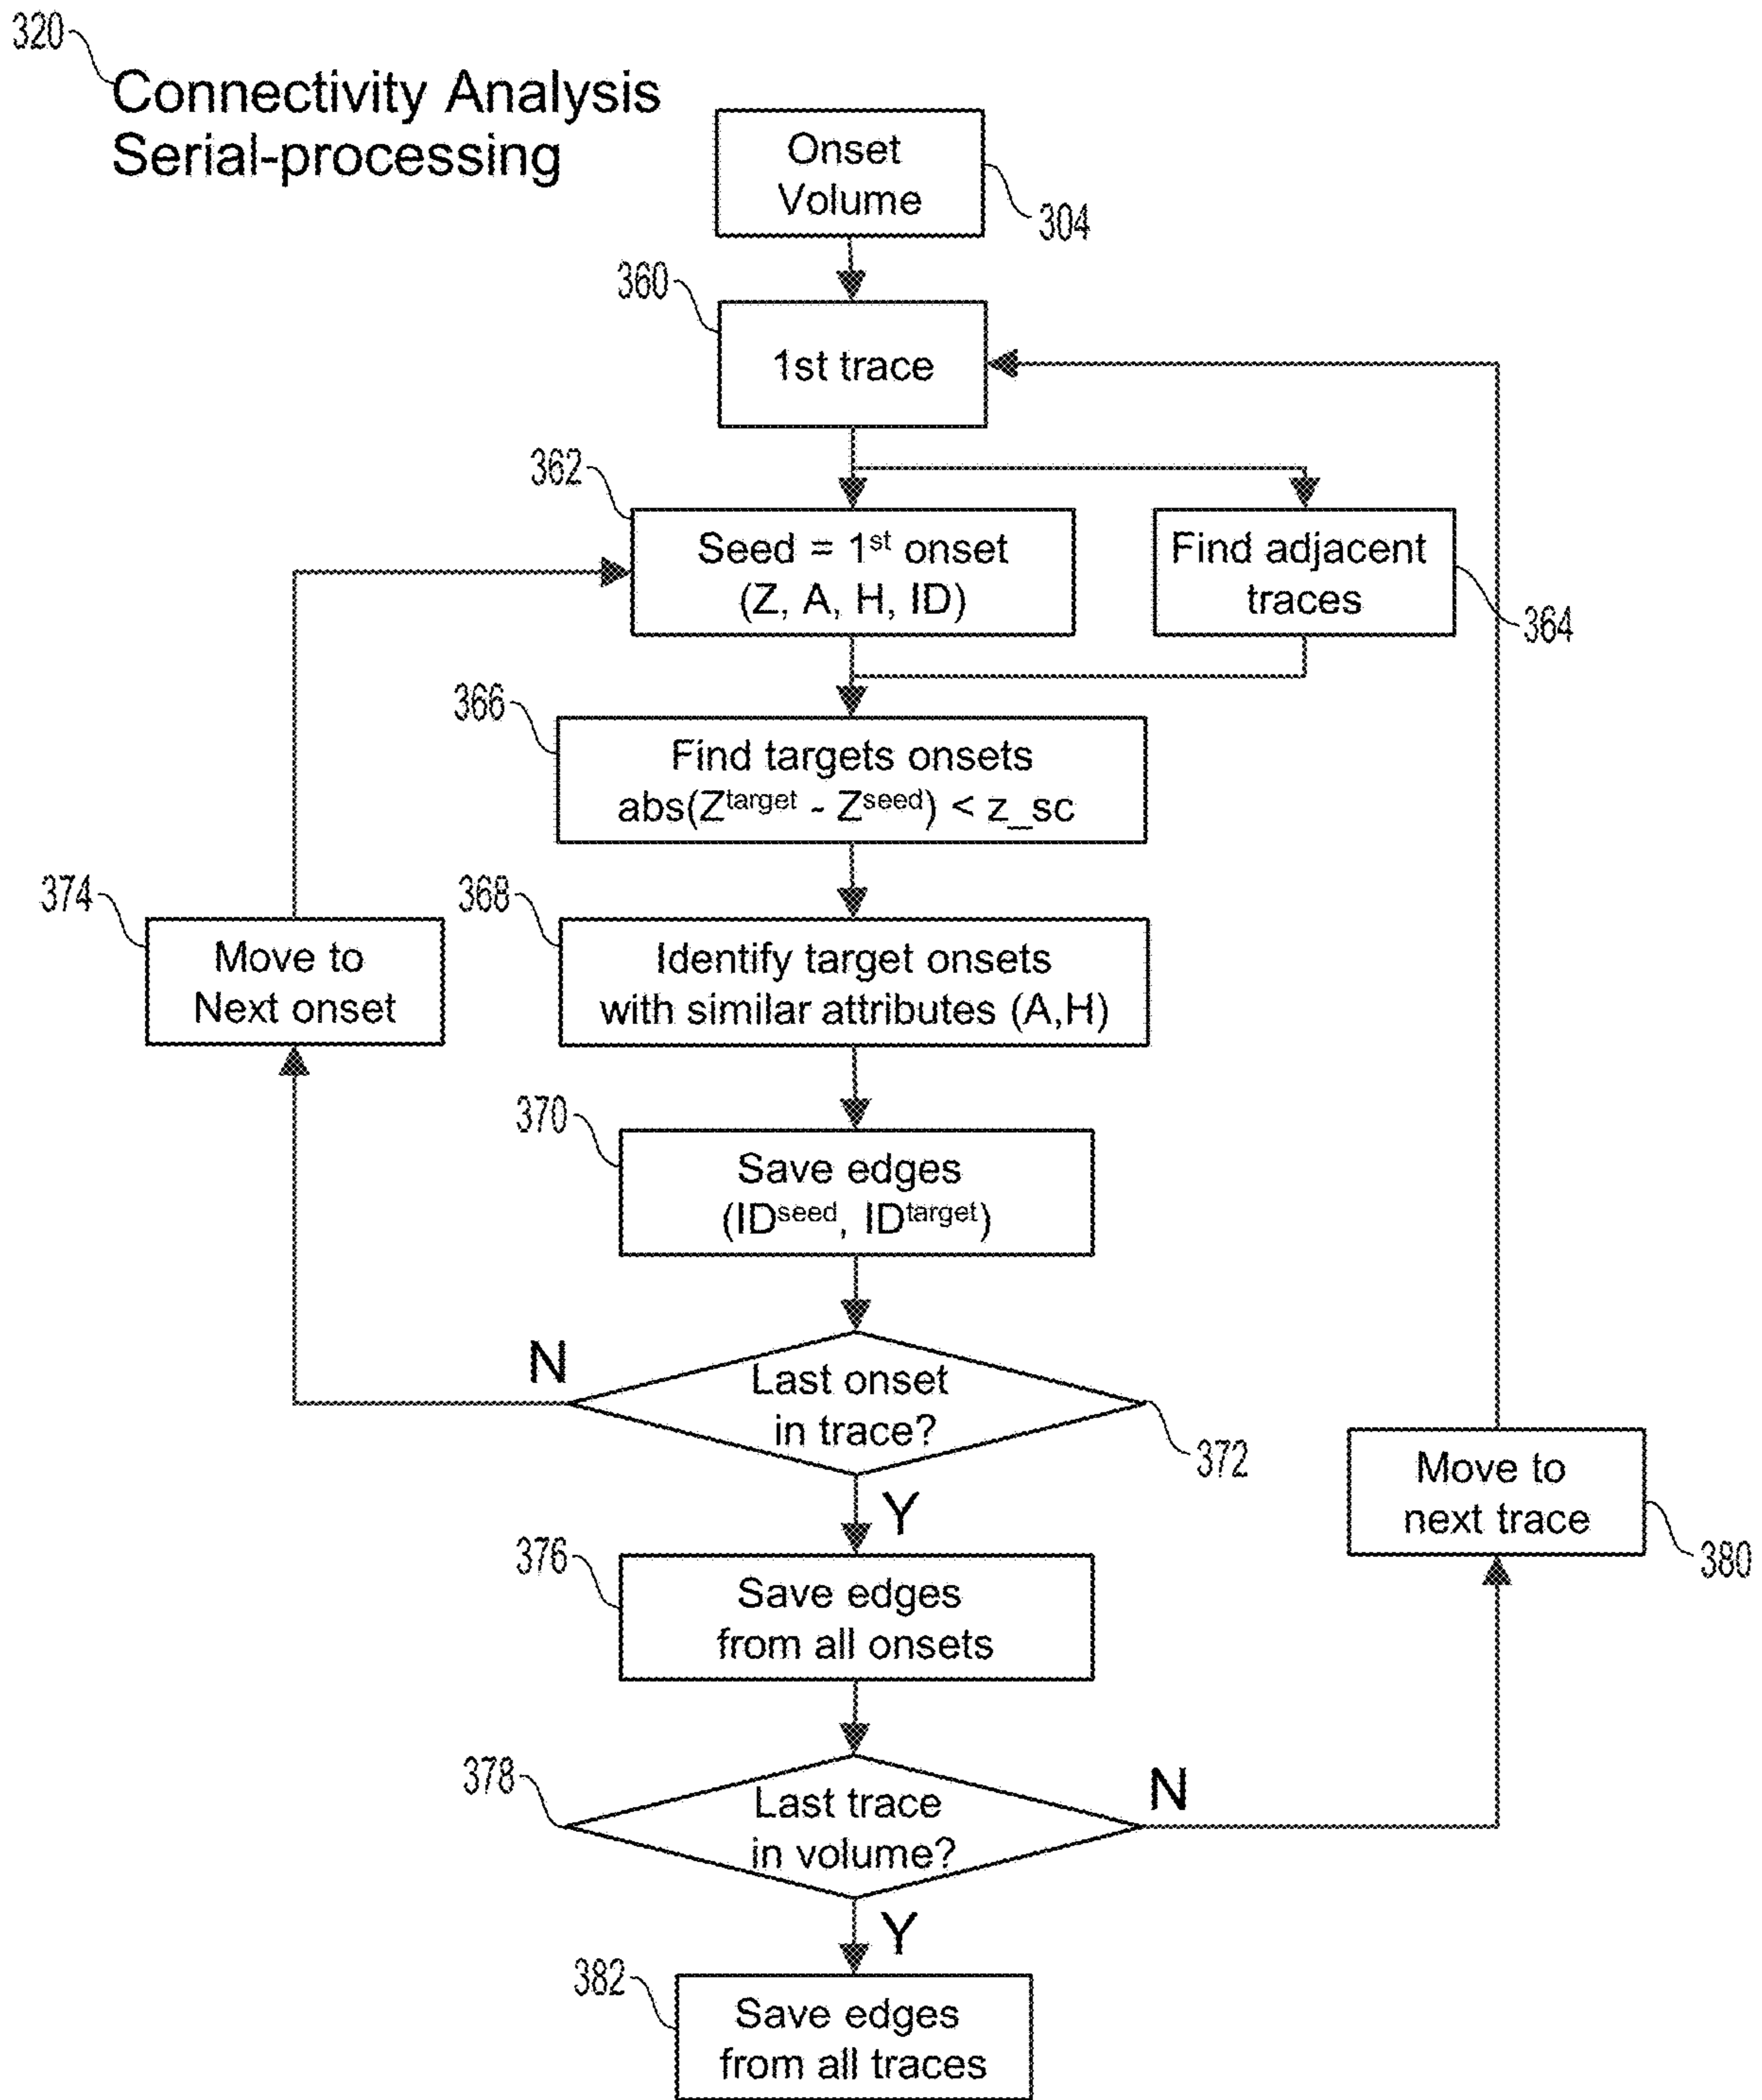 320
Connectivity Analysis
Serial-processing
Onset
Volume
304
360
1st trace
362
Seed = 1st onset
(Z, A, H, ID)
Find adjacent
traces
364
366
Find targets onsets
abs(Ztarget - Zseed) < z_sc
374
Move to
Next onset
368
Identify target onsets
with similar attributes (A,H)
370
Save edges
(IDseed, IDtarget)
N
Last onset
in trace?
372
Y
Move to
next trace
380
376
Save edges
from all onsets
378
Last trace
in volume?
N
Y
382
Save edges
from all traces